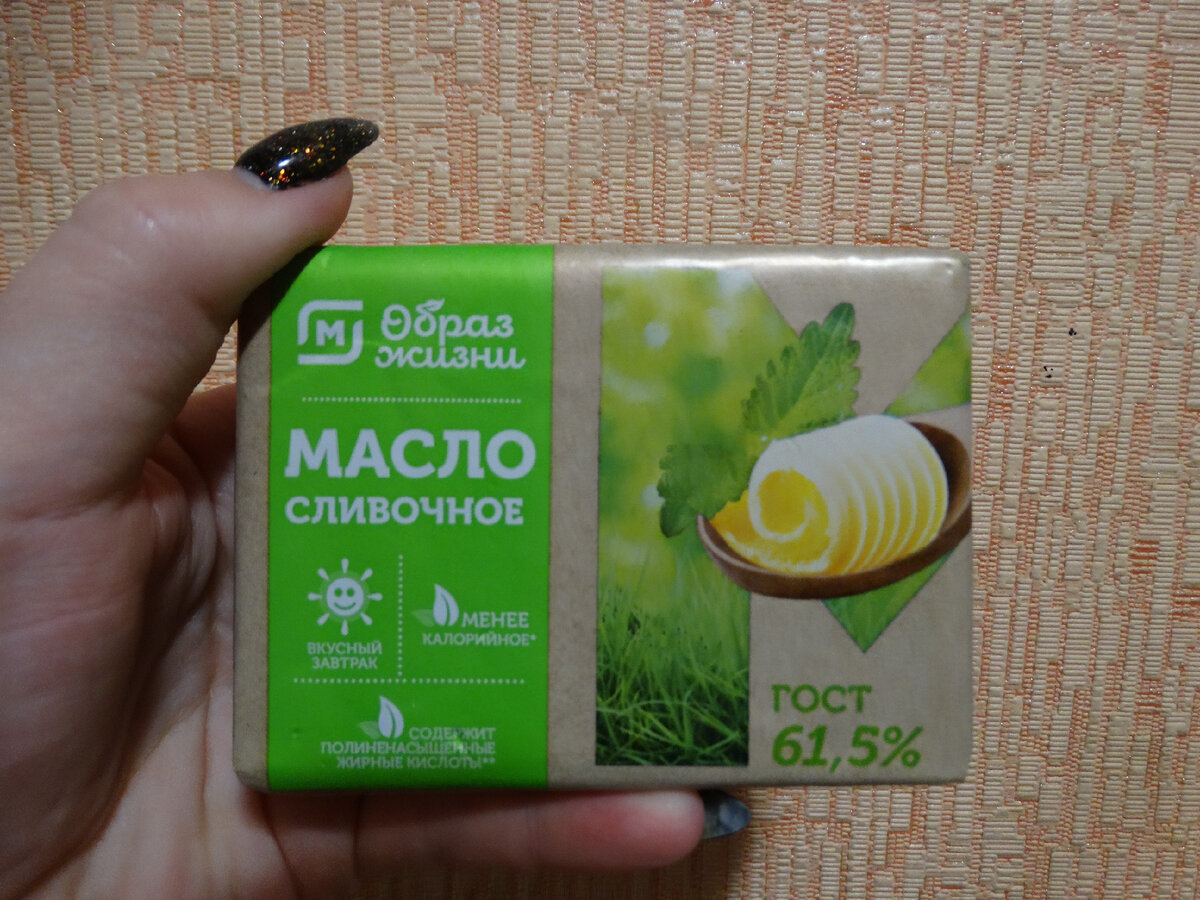 М
Образ
жизни
МАСЛО
СЛИВОЧНОЕ
ВКУСНЫЙ
ЗАВТРАК
МЕНЕЕ
КАЛОРИЙНОЕ*
СОДЕРЖИТ
ПОЛИНЕНАСЫЩЕННЫЕ
ЖИРНЫЕ КИСЛОТЫ**
ГОСТ
61,5%